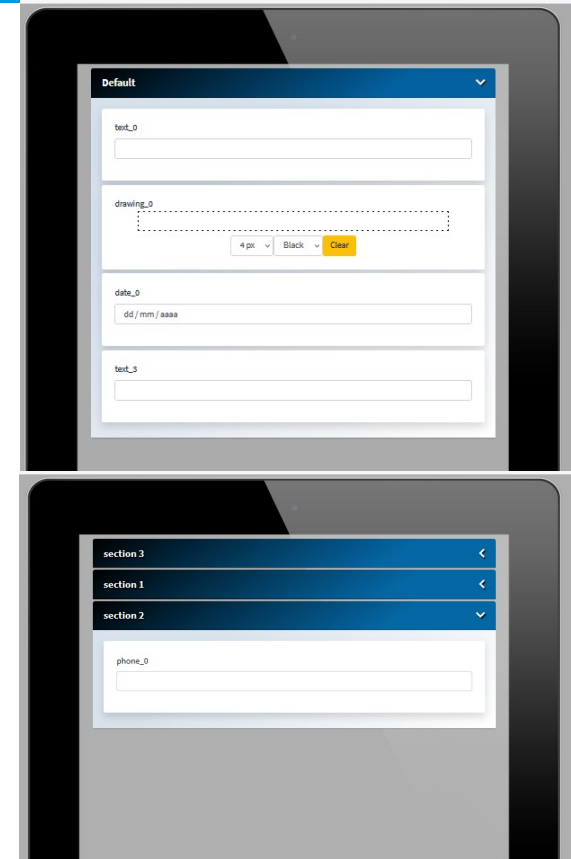 Default
text_0
drawing_0
4 px Black Clear
date_0
dd / mm / aaaa
text_3
section 3
section 1
section 2
phone_0